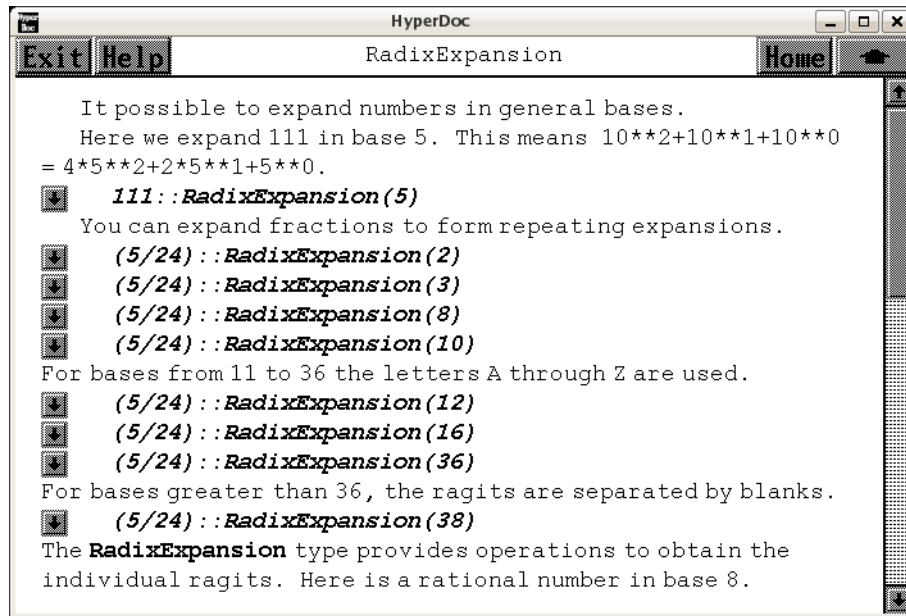 Hyper Doc
HyperDoc
Exit Help RadixExpansion Home
It possible to expand numbers in general bases.
Here we expand 111 in base 5. This means 10**2+10**1+10**0
= 4*5**2+2*5**1+5**0.
111::RadixExpansion(5)
You can expand fractions to form repeating expansions.
(5/24)::RadixExpansion(2)
(5/24)::RadixExpansion(3)
(5/24)::RadixExpansion(8)
(5/24)::RadixExpansion(10)
For bases from 11 to 36 the letters A through Z are used.
(5/24)::RadixExpansion(12)
(5/24)::RadixExpansion(16)
(5/24)::RadixExpansion(36)
For bases greater than 36, the ragits are separated by blanks.
(5/24)::RadixExpansion(38)
The RadixExpansion type provides operations to obtain the
individual ragits. Here is a rational number in base 8.